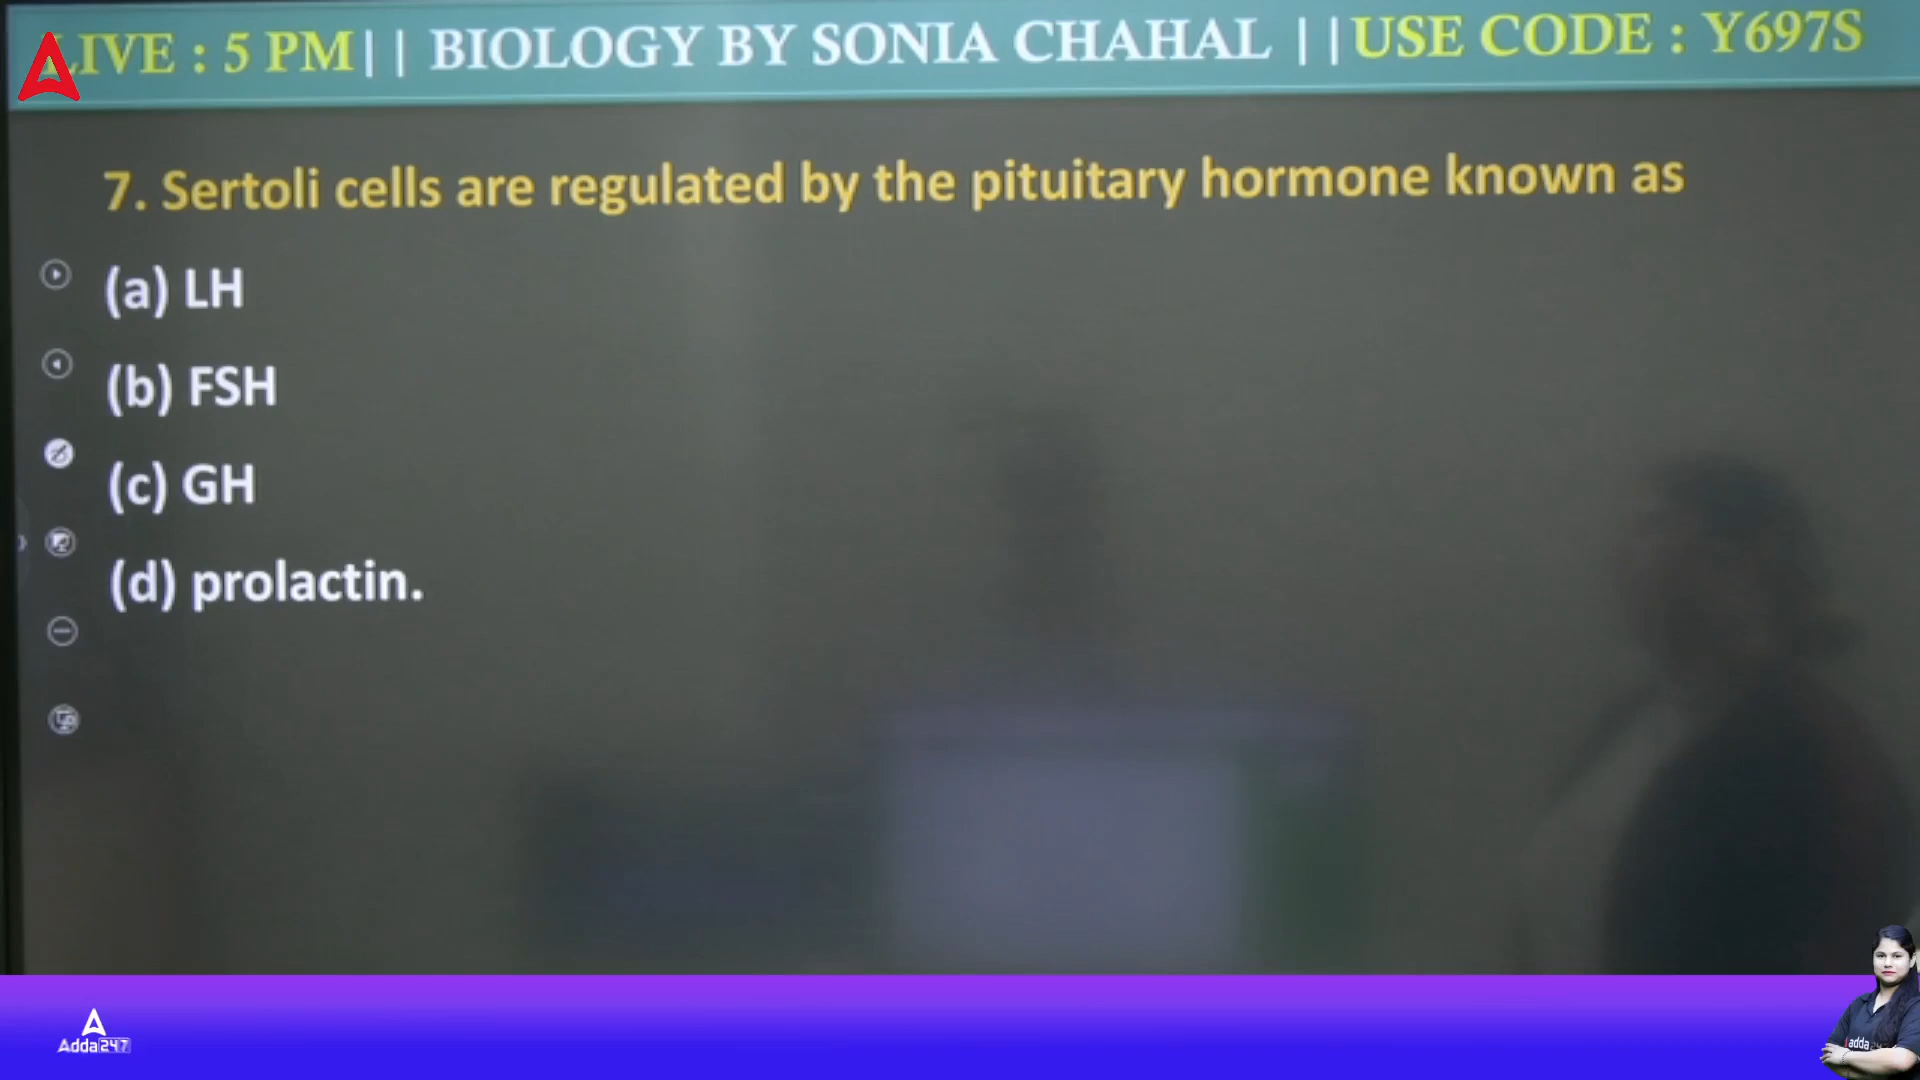 LIVE : 5 PM|| BIOLOGY BY SONIA CHAHAL ||USE CODE : Y697S
7. Sertoli cells are regulated by the pituitary hormone known as
(a) LH
(b) FSH
(c) GH
(d) prolactin.
Adda247
adda